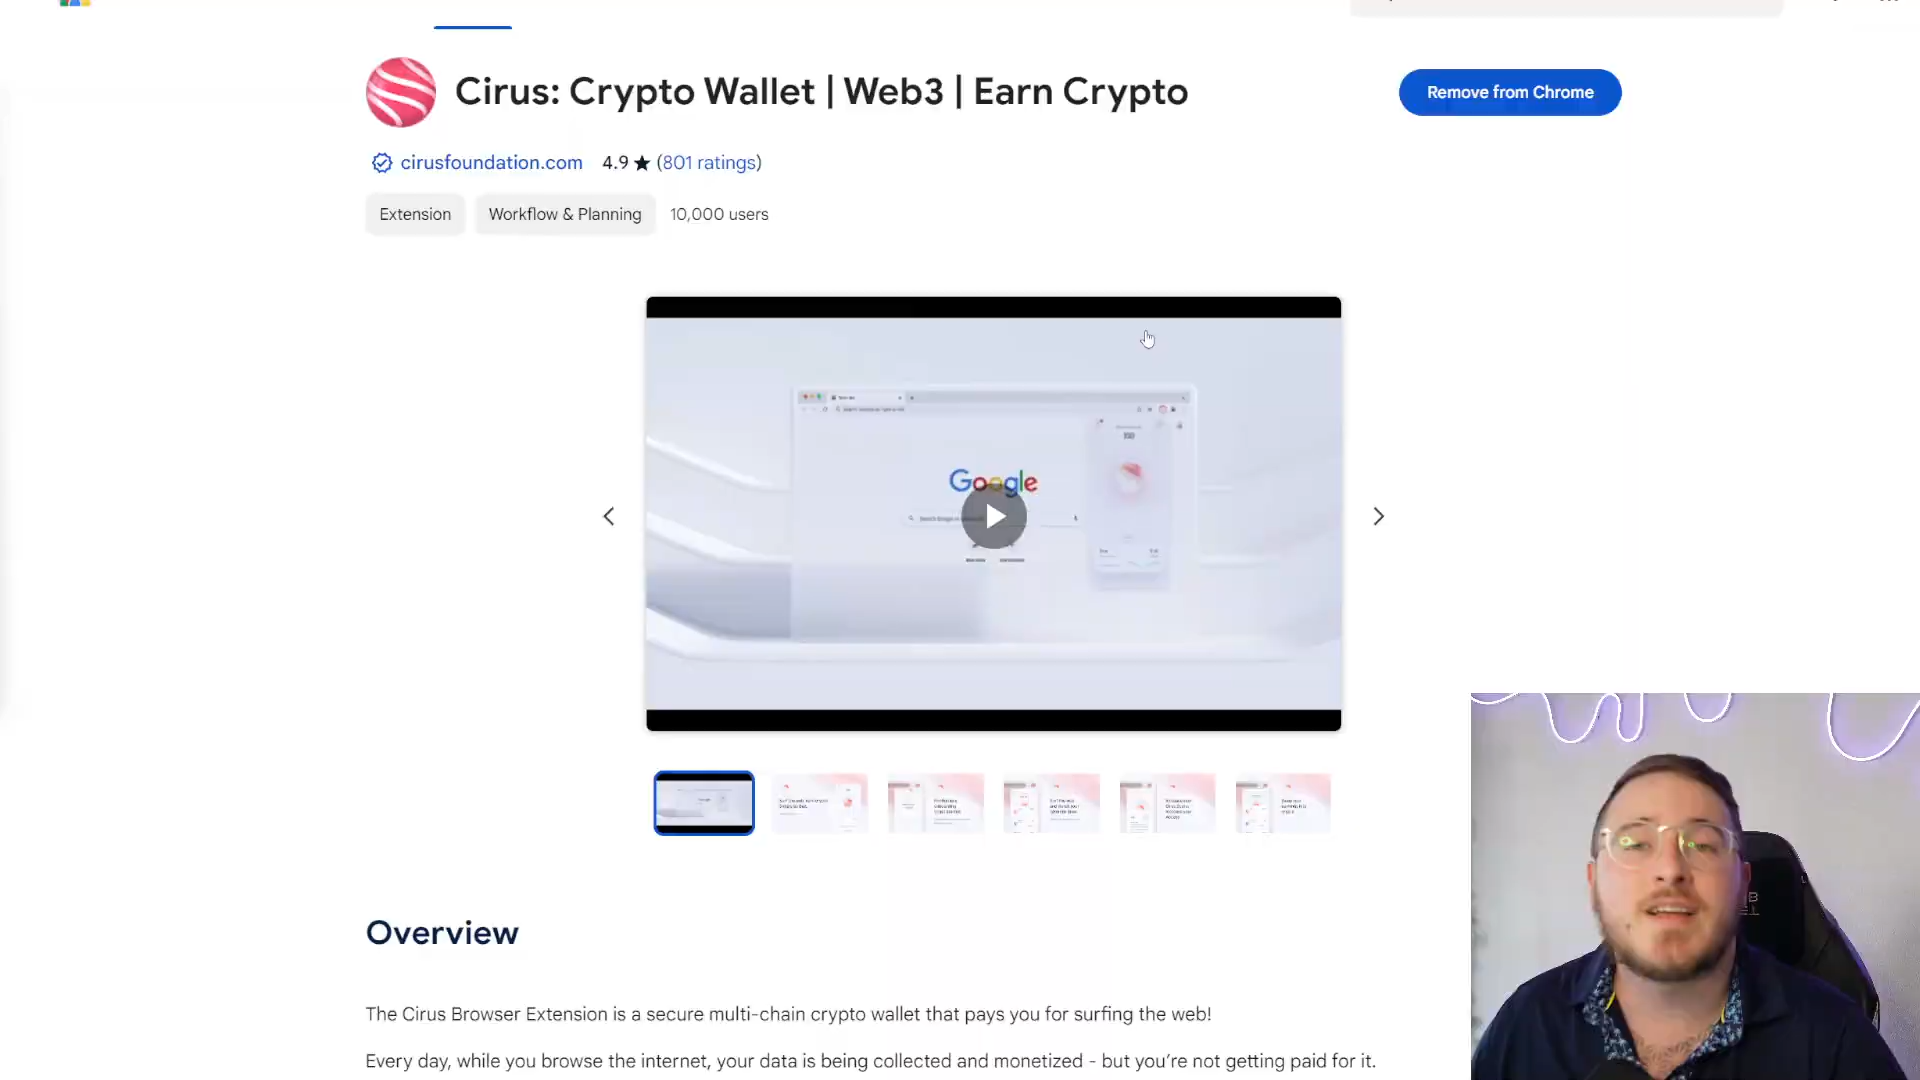 Cirus: Crypto Wallet | Web3 | Earn Crypto
Remove from Chrome
cirusfoundation.com 4.9 ★ (801 ratings)
Extension
Workflow & Planning
10,000 users
Google
Overview
The Cirus Browser Extension is a secure multi-chain crypto wallet that pays you for surfing the web!
Every day, while you browse the internet, your data is being collected and monetized - but you're not getting paid for it.